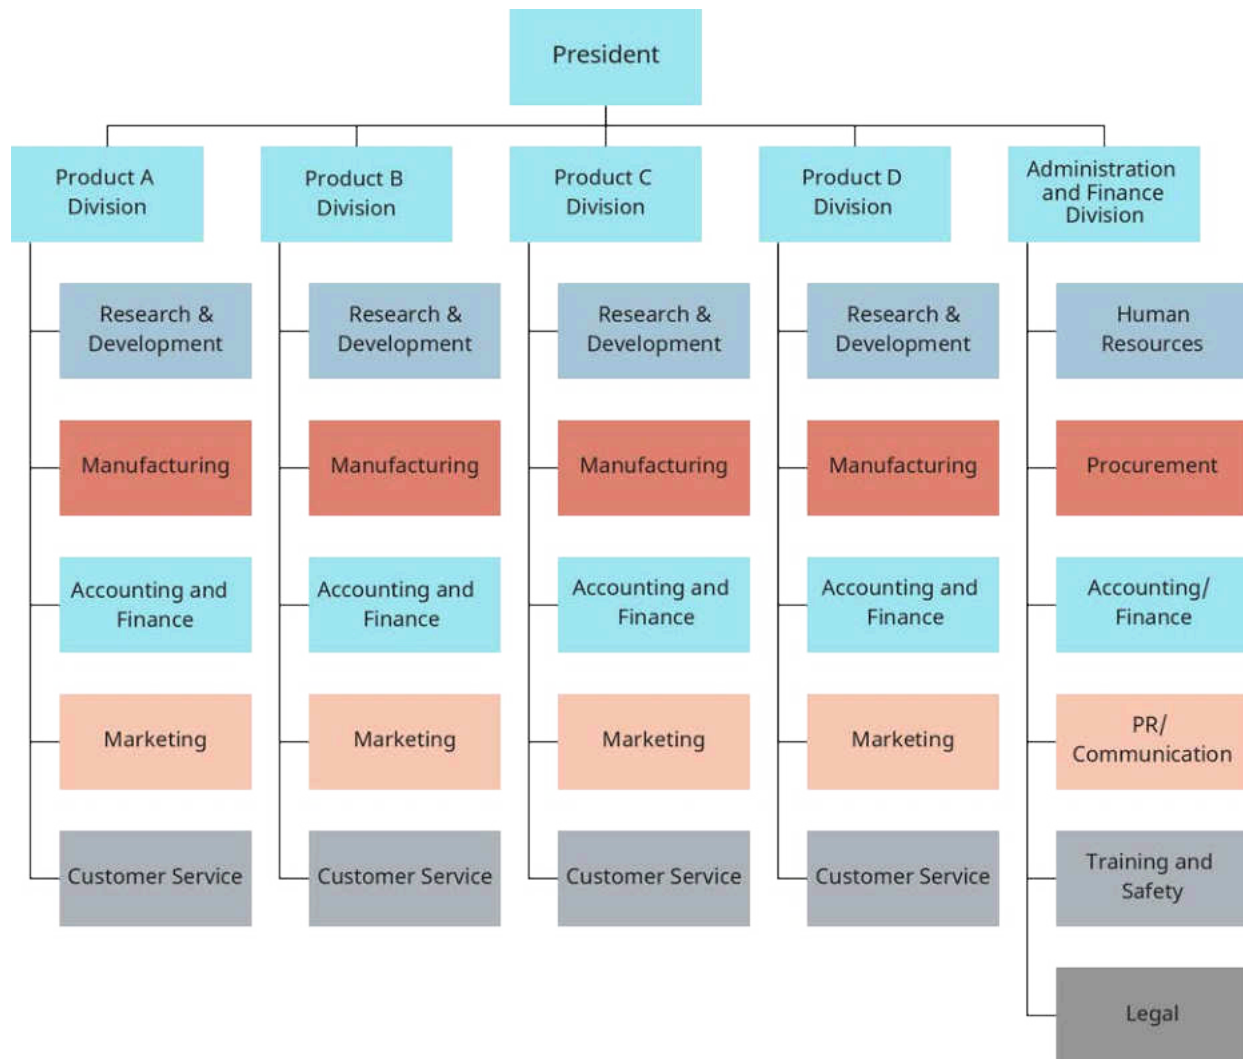 President
Product A
Division
Product B
Division
Product C
Division
Product D
Division
Administration
and Finance
Division
Research &
Development
Research &
Development
Research &
Development
Research &
Development
Human
Resources
Manufacturing
Manufacturing
Manufacturing
Manufacturing
Procurement
Accounting and
Finance
Accounting and
Finance
Accounting and
Finance
Accounting and
Finance
Accounting/
Finance
Marketing
Marketing
Marketing
Marketing
PR/
Communication
Customer Service
Customer Service
Customer Service
Customer Service
Training and
Safety
Legal